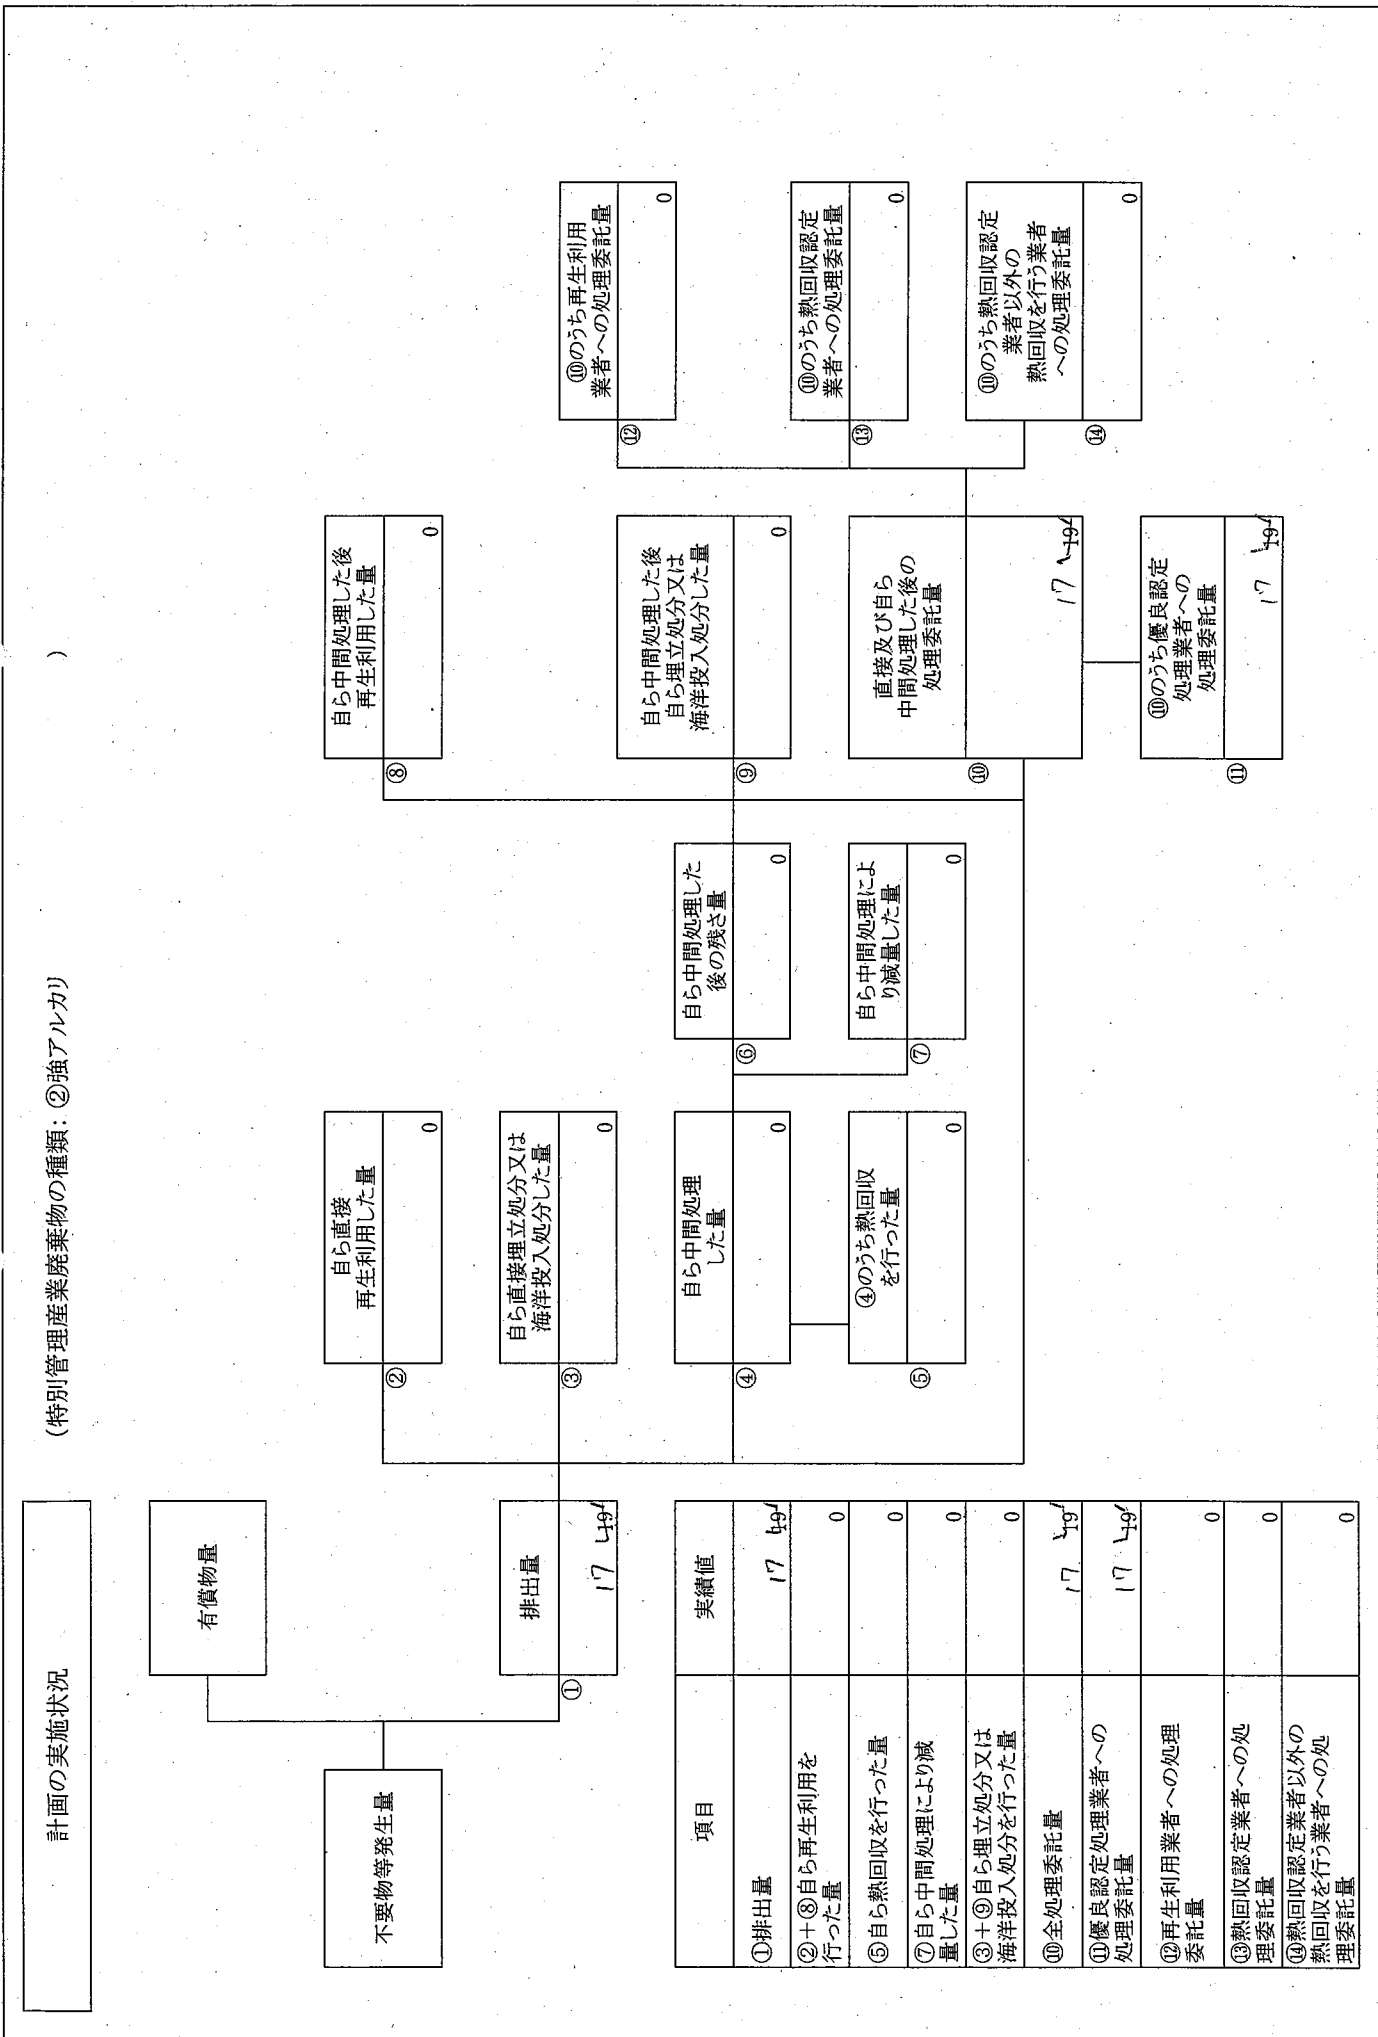 計画の実施状況
(特別管理産業廃棄物の種類：②強アルカリ
)
不要物等発生量
有償物量
①
排出量
17 19
②
自ら直接
再生利用した量
0
③
自ら直接埋立処分又は
海洋投入処分した量
0
④
自ら中間処理
した量
0
⑤
④のうち熱回収
を行った量
0
⑥
自ら中間処理した
後の残さ量
0
⑦
自ら中間処理によ
り減量した量
0
⑧
自ら中間処理した後
再生利用した量
0
⑨
自ら中間処理した後
自ら埋立処分又は
海洋投入処分した量
0
⑩
直接及び自ら
中間処理した後の
処理委託量
17 19
⑪
⑩のうち優良認定
処理業者への
処理委託量
17 19
⑫
⑩のうち再生利用
業者への処理委託量
0
⑬
⑩のうち熱回収認定
業者への処理委託量
0
⑭
⑩のうち熱回収認定
業者以外の
熱回収を行う業者
への処理委託量
0
項目 実績値
①排出量 17 19
②＋⑧自ら再生利用を
行った量 0
⑤自ら熱回収を行った量 0
⑦自ら中間処理により減
量した量 0
③＋⑨自ら埋立処分又は
海洋投入処分を行った量 0
⑩全処理委託量 17 19
⑪優良認定処理業者への
処理委託量 17 19
⑫再生利用業者への処理
委託量 0
⑬熱回収認定業者への処
理委託量 0
⑭熱回収認定業者以外の
熱回収を行う業者への処
理委託量 0